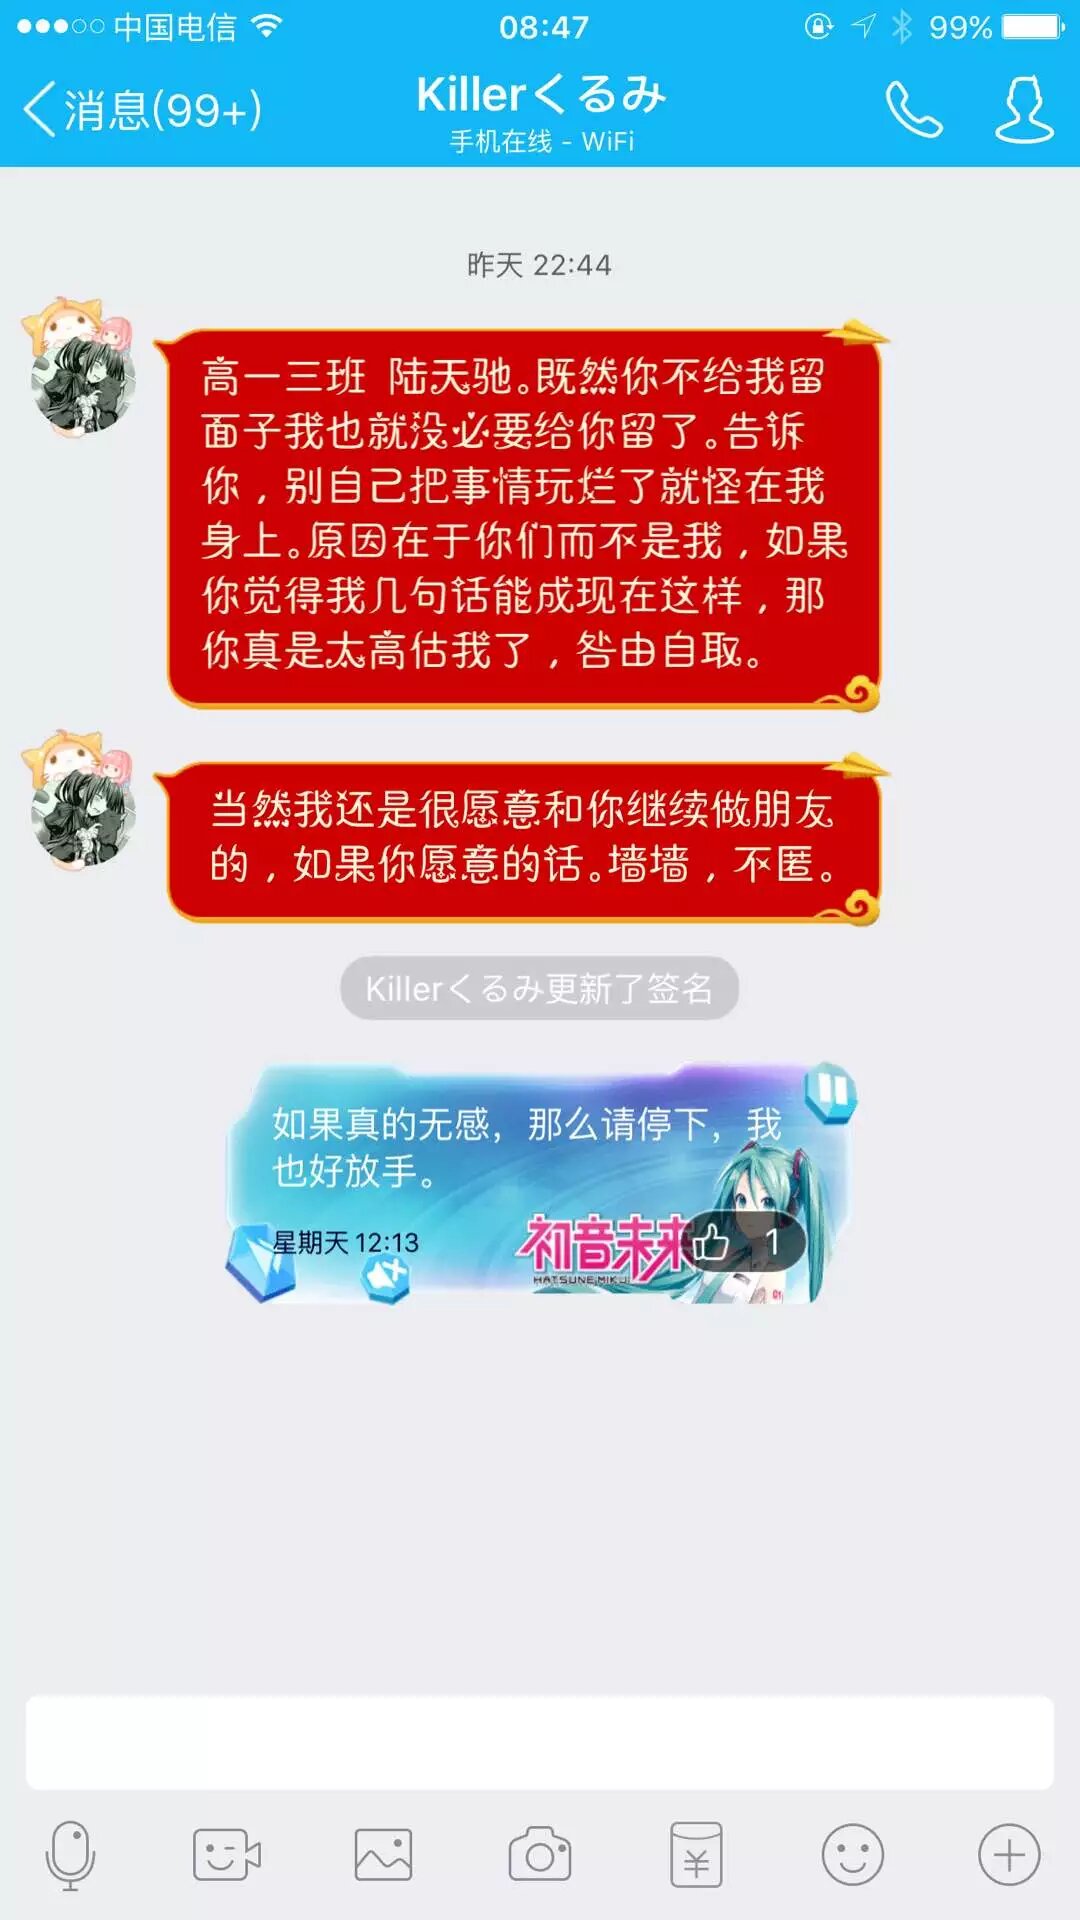 中国电信
08:47
99%
消息(99+)
Killerくるみ
手机在线 - WiFi
昨天 22:44
高一三班 陆天驰。既然你不给我留
面子我也就没必要给你留了。告诉
你，别自己把事情玩烂了就怪在我
身上。原因在于你们而不是我，如果
你觉得我几句话能成现在这样，那
你真是太高估我了，咎由自取。
当然我还是很愿意和你继续做朋友
的，如果你愿意的话。墙墙，不匿。
Killerくるみ更新了签名
如果真的无感，那么请停下，我
也好放手。
星期天 12:13
初音未来
HATSUNE MIKU
1
01